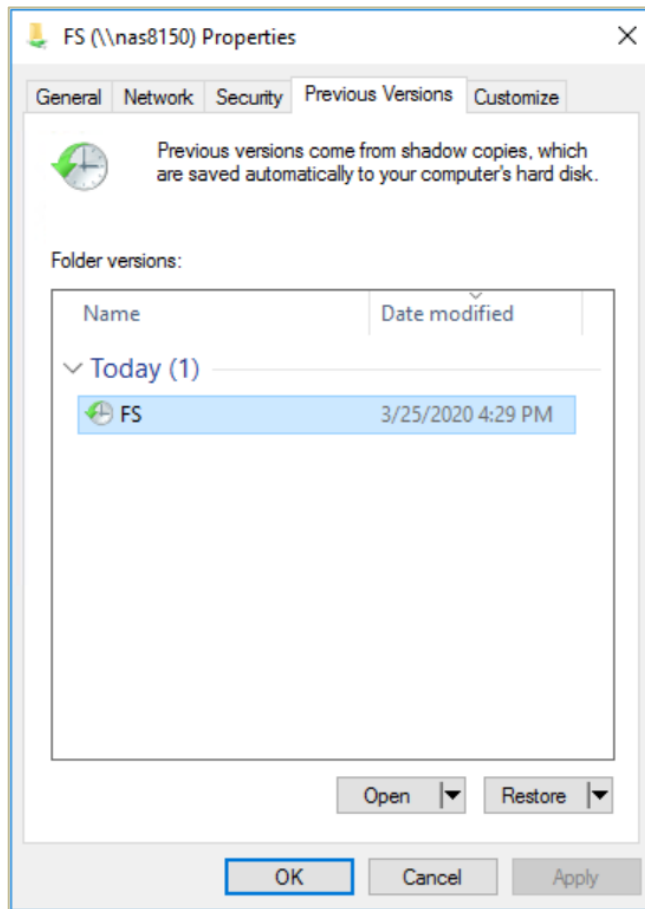 FS (\\nas8150) Properties
General Network Security Previous Versions Customize
Previous versions come from shadow copies, which
are saved automatically to your computer's hard disk.
Folder versions:
Name Date modified
Today (1)
FS 3/25/2020 4:29 PM
Open Restore
OK Cancel Apply